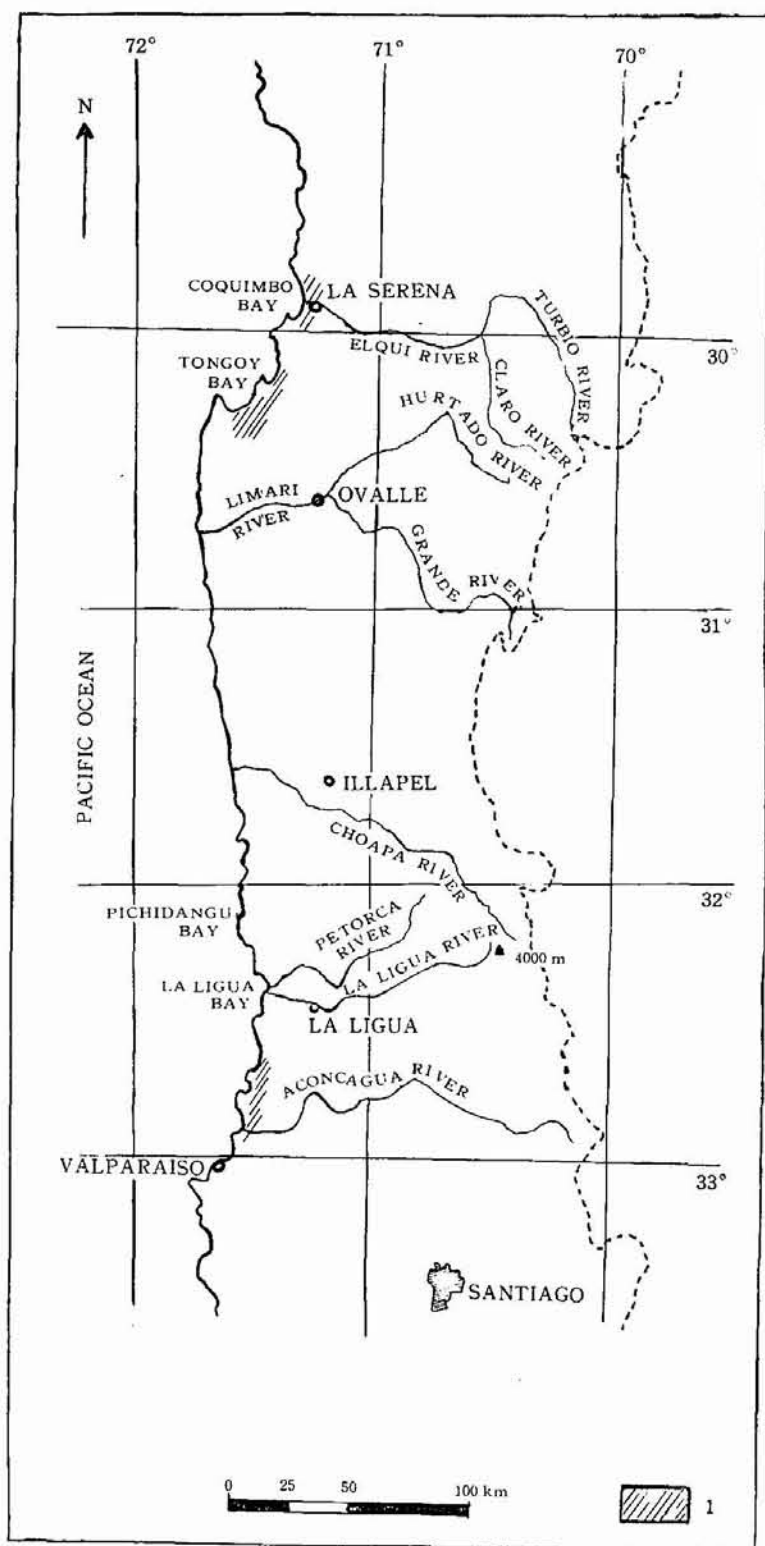 72°
71°
70°
N
COQUIMBO
BAY
LA SERENA
ELQUI RIVER
TURBIO RIVER
CLARO RIVER
30°
TONGOY
BAY
HURTADO RIVER
LIMARI
RIVER
OVALLE
GRANDE RIVER
31°
PACIFIC OCEAN
ILLAPEL
CHOAPA RIVER
32°
PICHIDANGU
BAY
PETORCA
RIVER
LA LIGUA RIVER
4000 m
LA LIGUA
BAY
LA LIGUA
ACONCAGUA RIVER
VALPARAISO
33°
SANTIAGO
0 25 50 100 km
1